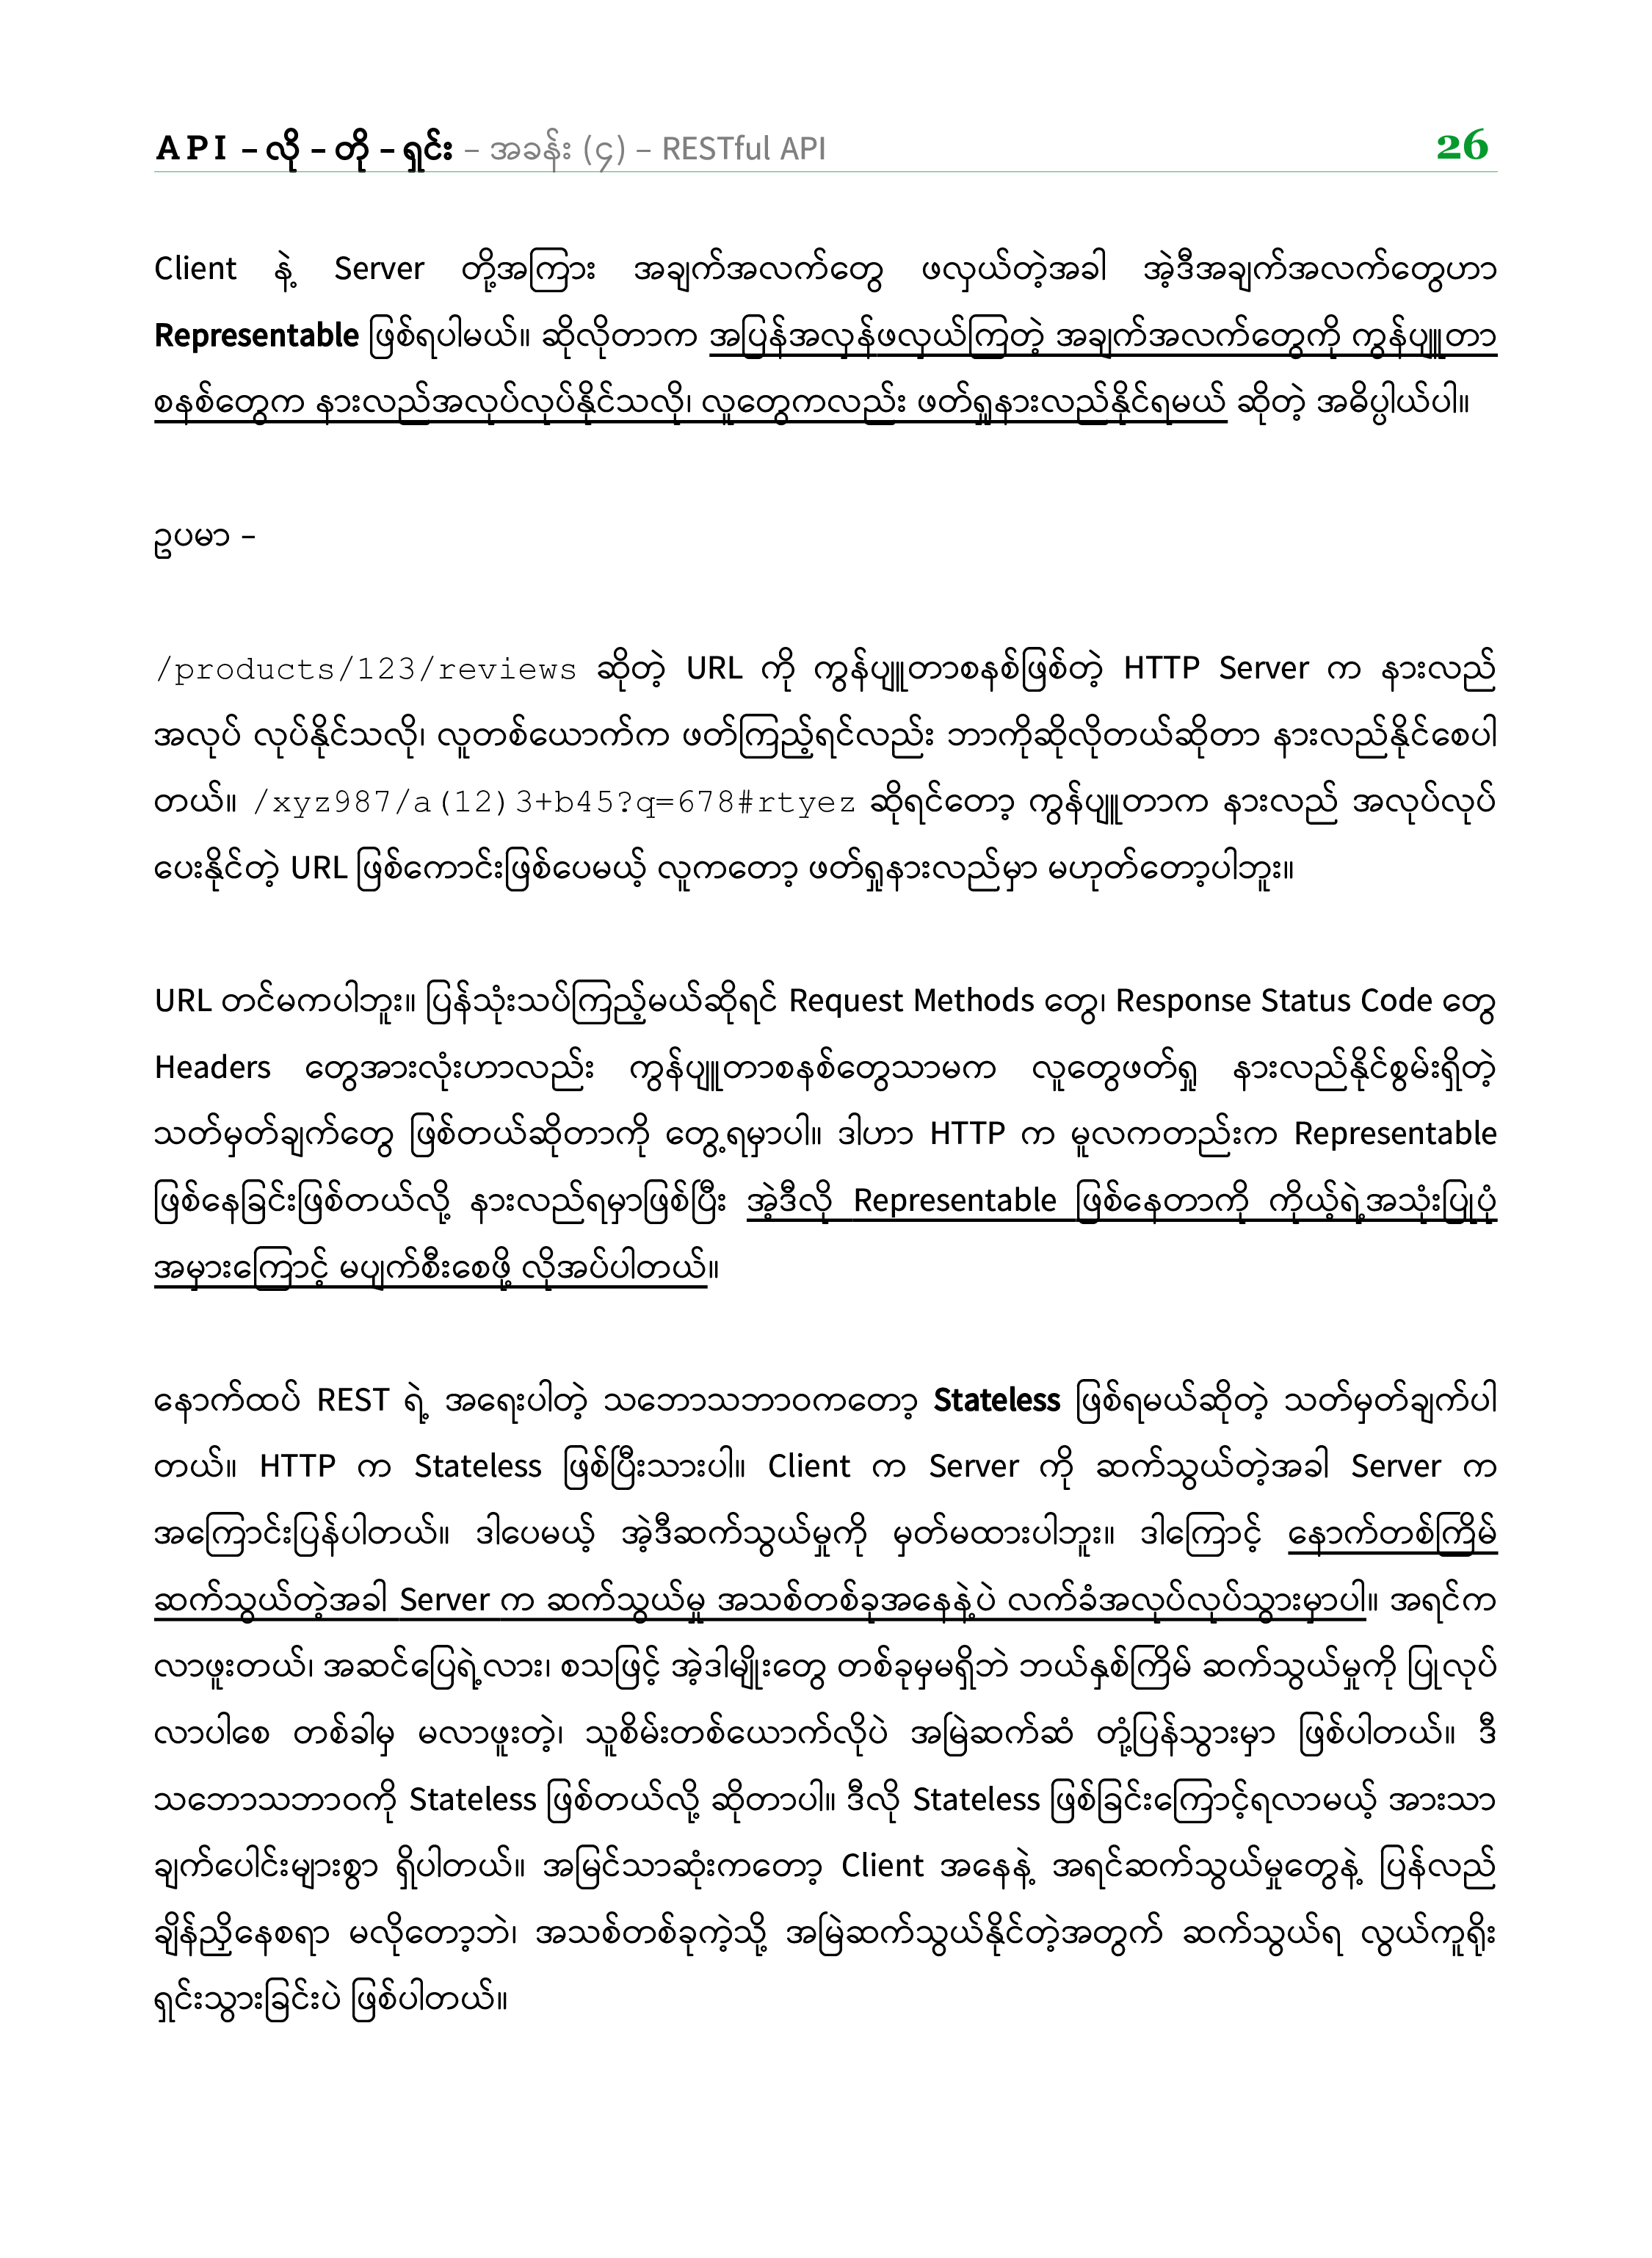 API – လို – တို – ရှင်း – အခန်း (၄) – RESTful API 26
Client နဲ့ Server တို့အကြား အချက်အလက်တွေ ဖလှယ်တဲ့အခါ အဲ့ဒီအချက်အလက်တွေဟာ
Representable ဖြစ်ရပါမယ်။ ဆိုလိုတာက အပြန်အလှန်ဖလှယ်ကြတဲ့ အချက်အလက်တွေကို ကွန်ပျူတာ
စနစ်တွေက နားလည်အလုပ်လုပ်နိုင်သလို၊ လူတွေကလည်း ဖတ်ရှုနားလည်နိုင်ရမယ် ဆိုတဲ့ အဓိပ္ပါယ်ပါ။
ဥပမာ –
/products/123/reviews ဆိုတဲ့ URL ကို ကွန်ပျူတာစနစ်ဖြစ်တဲ့ HTTP Server က နားလည်
အလုပ် လုပ်နိုင်သလို၊ လူတစ်ယောက်က ဖတ်ကြည့်ရင်လည်း ဘာကိုဆိုလိုတယ်ဆိုတာ နားလည်နိုင်စေပါ
တယ်။ /xyz987/a(12)3+b45?q=678#rtyez ဆိုရင်တော့ ကွန်ပျူတာက နားလည် အလုပ်လုပ်
ပေးနိုင်တဲ့ URL ဖြစ်ကောင်းဖြစ်ပေမယ့် လူကတော့ ဖတ်ရှုနားလည်မှာ မဟုတ်တော့ပါဘူး။
URL တင်မကပါဘူး။ ပြန်သုံးသပ်ကြည့်မယ်ဆိုရင် Request Methods တွေ၊ Response Status Code တွေ
Headers တွေအားလုံးဟာလည်း ကွန်ပျူတာစနစ်တွေသာမက လူတွေဖတ်ရှု နားလည်နိုင်စွမ်းရှိတဲ့
သတ်မှတ်ချက်တွေ ဖြစ်တယ်ဆိုတာကို တွေ့ရမှာပါ။ ဒါဟာ HTTP က မူလကတည်းက Representable
ဖြစ်နေခြင်းဖြစ်တယ်လို့ နားလည်ရမှာဖြစ်ပြီး အဲ့ဒီလို Representable ဖြစ်နေတာကို ကိုယ့်ရဲ့အသုံးပြုပုံ
အမှားကြောင့် မပျက်စီးစေဖို့ လိုအပ်ပါတယ်။
နောက်ထပ် REST ရဲ့ အရေးပါတဲ့ သဘောသဘာဝကတော့ Stateless ဖြစ်ရမယ်ဆိုတဲ့ သတ်မှတ်ချက်ပါ
တယ်။ HTTP က Stateless ဖြစ်ပြီးသားပါ။ Client က Server ကို ဆက်သွယ်တဲ့အခါ Server က
အကြောင်းပြန်ပါတယ်။ ဒါပေမယ့် အဲ့ဒီဆက်သွယ်မှုကို မှတ်မထားပါဘူး။ ဒါကြောင့် နောက်တစ်ကြိမ်
ဆက်သွယ်တဲ့အခါ Server က ဆက်သွယ်မှု အသစ်တစ်ခုအနေနဲ့ပဲ လက်ခံအလုပ်လုပ်သွားမှာပါ။ အရင်က
လာဖူးတယ်၊ အဆင်ပြေရဲ့လား၊ စသဖြင့် အဲ့ဒါမျိုးတွေ တစ်ခုမှမရှိဘဲ ဘယ်နှစ်ကြိမ် ဆက်သွယ်မှုကို ပြုလုပ်
လာပါစေ တစ်ခါမှ မလာဖူးတဲ့၊ သူစိမ်းတစ်ယောက်လိုပဲ အမြဲဆက်ဆံ တုံ့ပြန်သွားမှာ ဖြစ်ပါတယ်။ ဒီ
သဘောသဘာဝကို Stateless ဖြစ်တယ်လို့ ဆိုတာပါ။ ဒီလို Stateless ဖြစ်ခြင်းကြောင့်ရလာမယ့် အားသာ
ချက်ပေါင်းများစွာ ရှိပါတယ်။ အမြင်သာဆုံးကတော့ Client အနေနဲ့ အရင်ဆက်သွယ်မှုတွေနဲ့ ပြန်လည်
ချိန်ညှိနေစရာ မလိုတော့ဘဲ၊ အသစ်တစ်ခုကဲ့သို့ အမြဲဆက်သွယ်နိုင်တဲ့အတွက် ဆက်သွယ်ရ လွယ်ကူရိုး
ရှင်းသွားခြင်းပဲ ဖြစ်ပါတယ်။